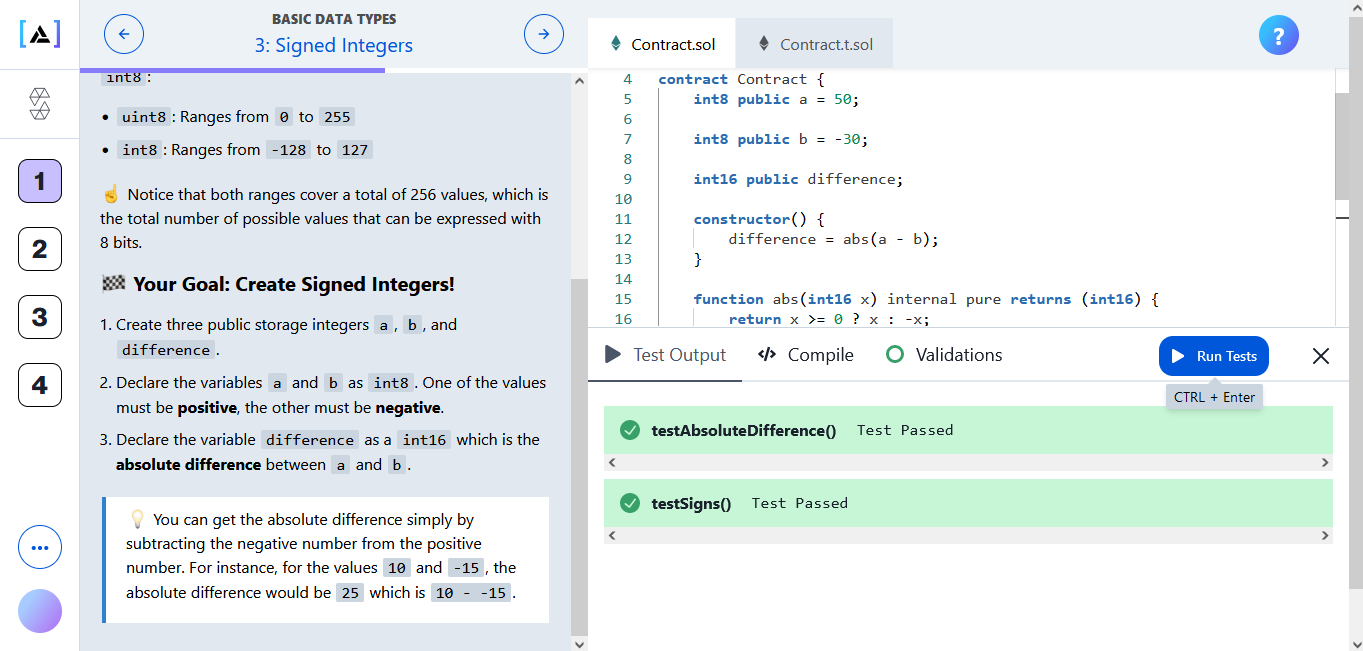 BASIC DATA TYPES
3: Signed Integers
int8 :
• uint8 : Ranges from 0 to 255
• int8 : Ranges from -128 to 127
☝ Notice that both ranges cover a total of 256 values, which is
the total number of possible values that can be expressed with
8 bits.
🏁 Your Goal: Create Signed Integers!
1. Create three public storage integers a , b , and
difference .
2. Declare the variables a and b as int8 . One of the values
must be positive, the other must be negative.
3. Declare the variable difference as a int16 which is the
absolute difference between a and b .
💡 You can get the absolute difference simply by
subtracting the negative number from the positive
number. For instance, for the values 10 and -15 , the
absolute difference would be 25 which is 10 - -15 .
1
2
3
4
Contract.sol
Contract.t.sol
?
4 contract Contract {
5 int8 public a = 50;
6
7 int8 public b = -30;
8
9 int16 public difference;
10
11 constructor() {
12 difference = abs(a - b);
13 }
14
15 function abs(int16 x) internal pure returns (int16) {
16 return x >= 0 ? x : -x;
Test Output
</> Compile
Validations
Run Tests
CTRL + Enter
testAbsoluteDifference() Test Passed
testSigns() Test Passed